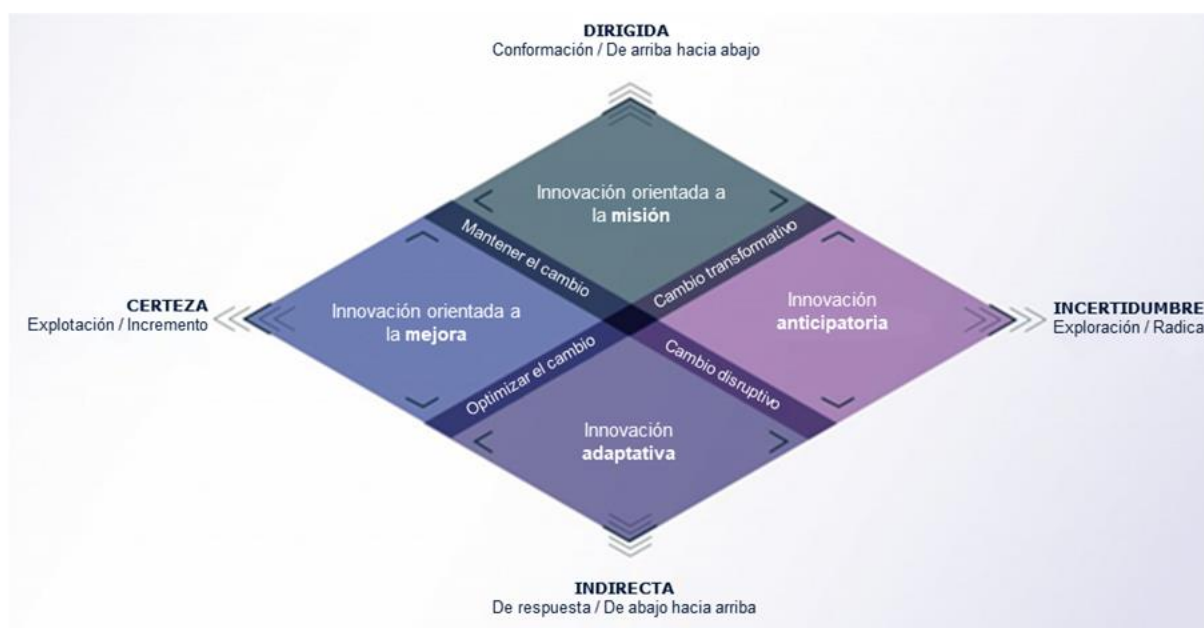 DIRIGIDA
Conformación / De arriba hacia abajo
Innovación orientada a
la misión
Mantener el cambio
Cambio transformativo
CERTEZA
Explotación / Incremento
Innovación orientada a
la mejora
Innovación
anticipatoria
INCERTIDUMBRE
Exploración / Radica
Optimizar el cambio
Cambio disruptivo
Innovación
adaptativa
INDIRECTA
De respuesta / De abajo hacia arriba